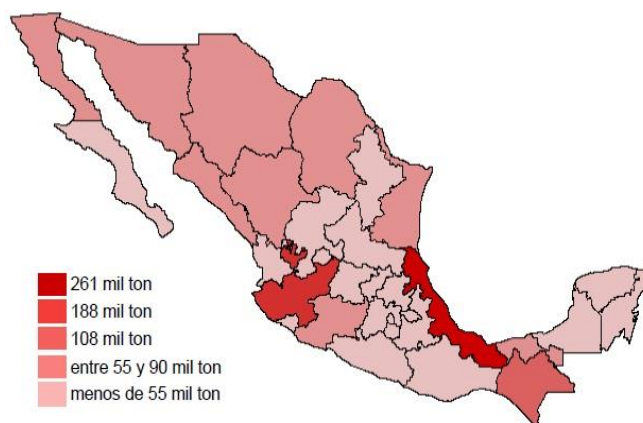 261 mil ton
188 mil ton
108 mil ton
entre 55 y 90 mil ton
menos de 55 mil ton